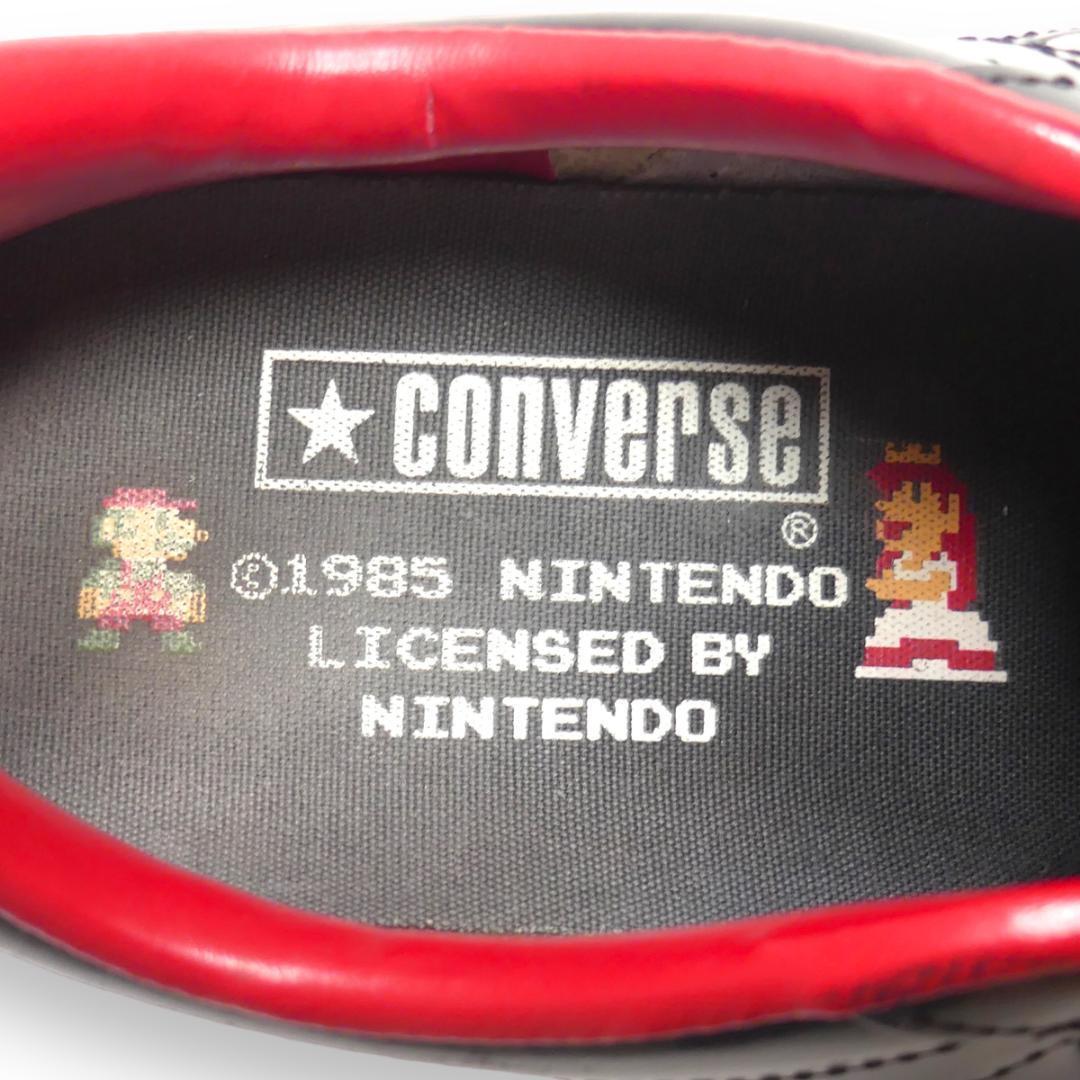 converse
®
©1985 NINTENDO
LICENSED BY
NINTENDO